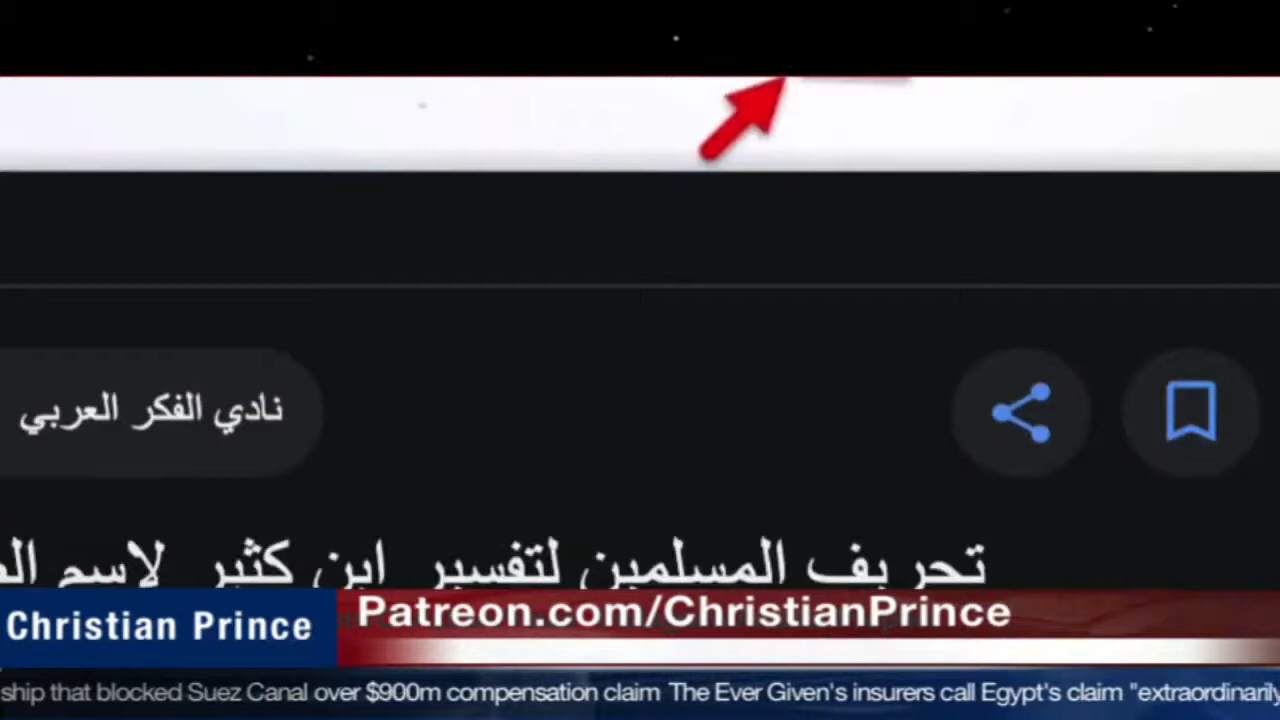 نادي الفكر العربي
تحريف المسلمين لتفسير ابن كثير لاسم
Patreon.com/ChristianPrince
Christian Prince
ship that blocked Suez Canal over $900m compensation claim The Ever Given's insurers call Egypt's claim "extraordinarily